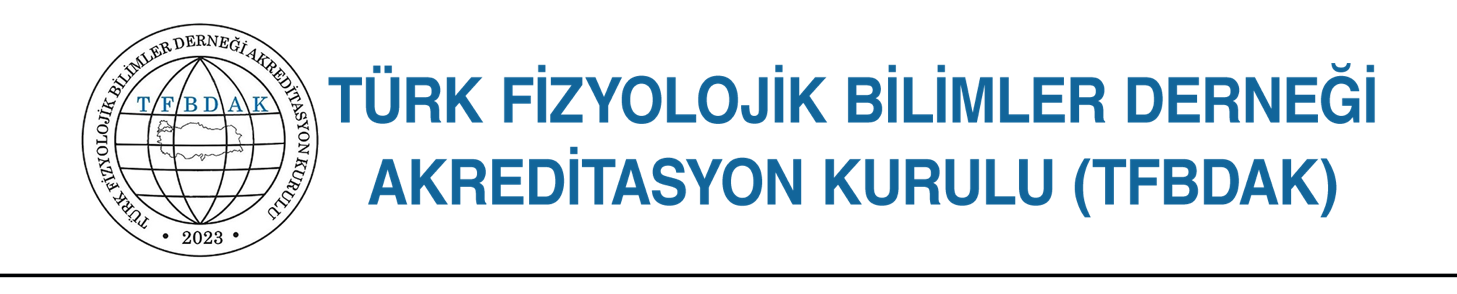 TÜRK FİZYOLOJİK BİLİMLER DERNEĞİ AKREDİTASYON KURULU
TFBDAK
• 2023 •
TÜRK FİZYOLOJİK BİLİMLER DERNEĞİ
AKREDİTASYON KURULU (TFBDAK)